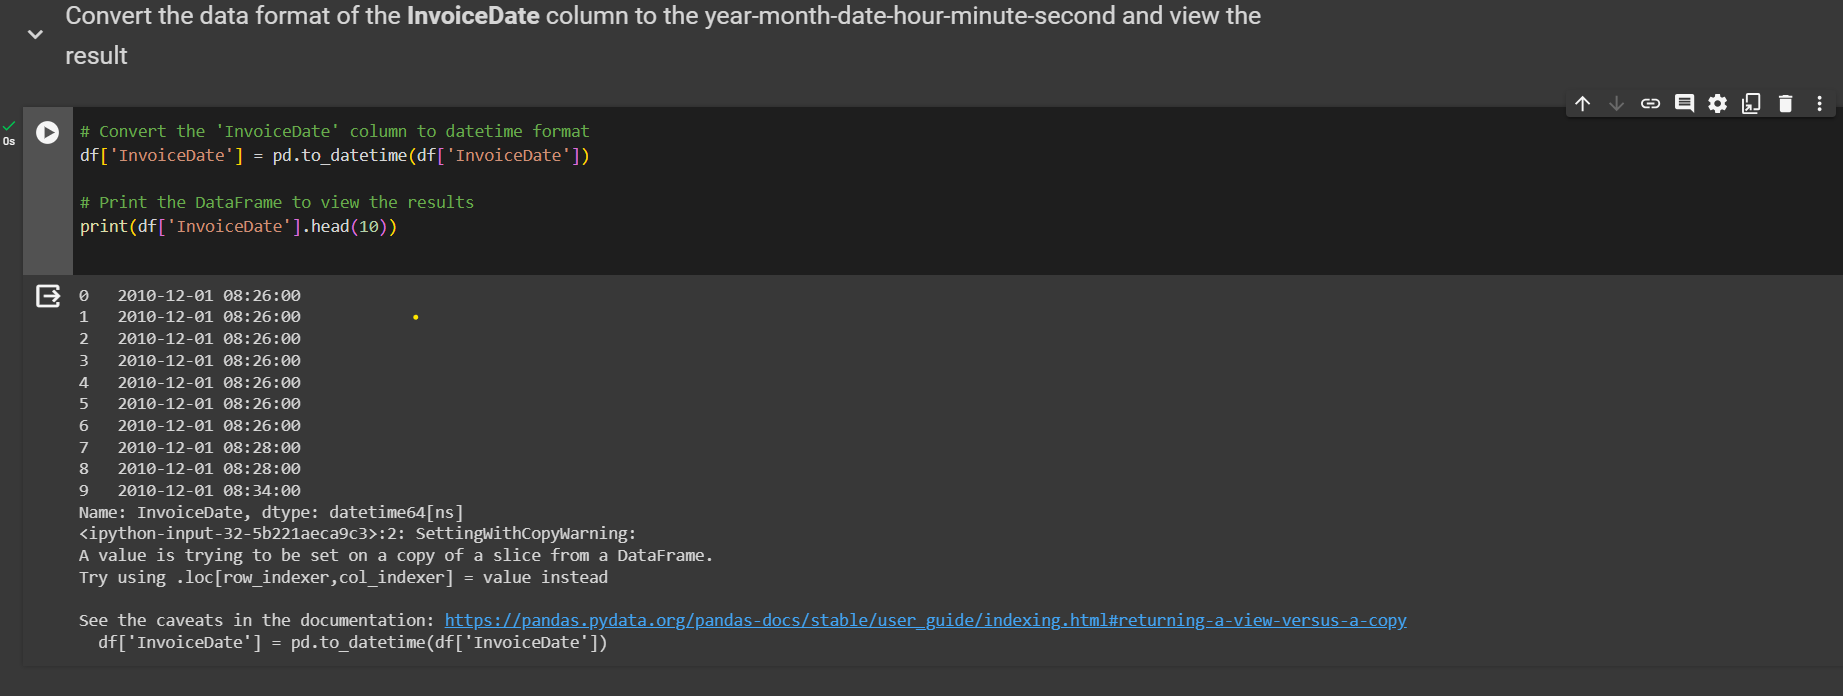 Convert the data format of the InvoiceDate column to the year-month-date-hour-minute-second and view the
result
0s
# Convert the 'InvoiceDate' column to datetime format
df['InvoiceDate'] = pd.to_datetime(df['InvoiceDate'])
# Print the DataFrame to view the results
print(df['InvoiceDate'].head(10))
0   2010-12-01 08:26:00
1   2010-12-01 08:26:00
2   2010-12-01 08:26:00
3   2010-12-01 08:26:00
4   2010-12-01 08:26:00
5   2010-12-01 08:26:00
6   2010-12-01 08:26:00
7   2010-12-01 08:28:00
8   2010-12-01 08:28:00
9   2010-12-01 08:34:00
Name: InvoiceDate, dtype: datetime64[ns]
<ipython-input-32-5b221aeca9c3>:2: SettingWithCopyWarning:
A value is trying to be set on a copy of a slice from a DataFrame.
Try using .loc[row_indexer,col_indexer] = value instead
See the caveats in the documentation: https://pandas.pydata.org/pandas-docs/stable/user_guide/indexing.html#returning-a-view-versus-a-copy
  df['InvoiceDate'] = pd.to_datetime(df['InvoiceDate'])